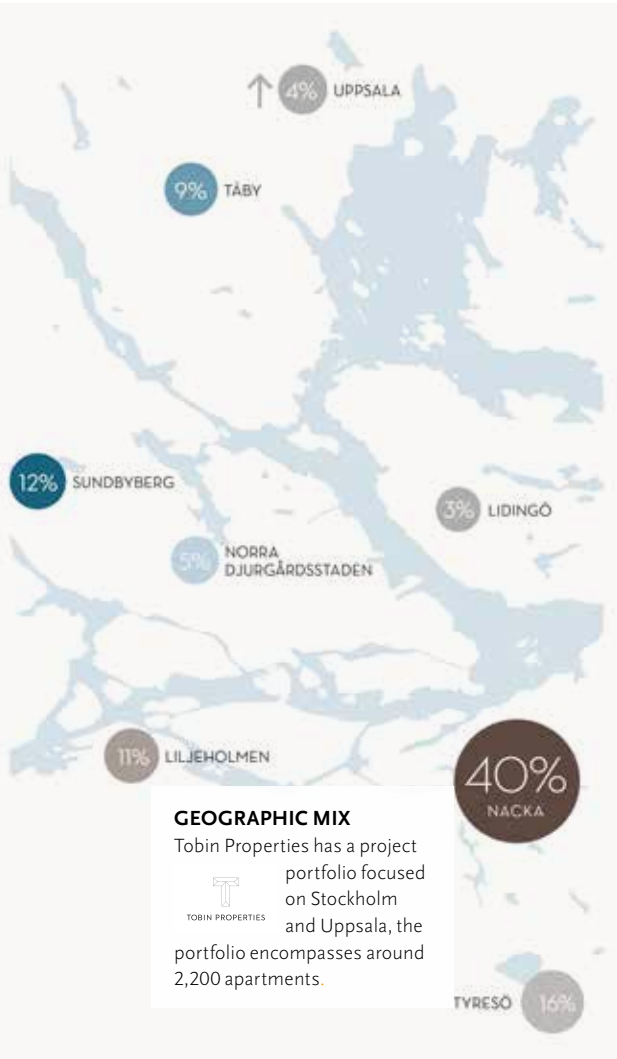 ↑ 4% UPPSALA
9% TÄBY
12% SUNDBYBERG
3% LIDINGÖ
5% NORRA
DJURGÅRDSSTADEN
11% LILJEHOLMEN
40%
NACKA
GEOGRAPHIC MIX
Tobin Properties has a project
portfolio focused
on Stockholm
and Uppsala, the
portfolio encompasses around
2,200 apartments.
TOBIN PROPERTIES
TYRESÖ 16%